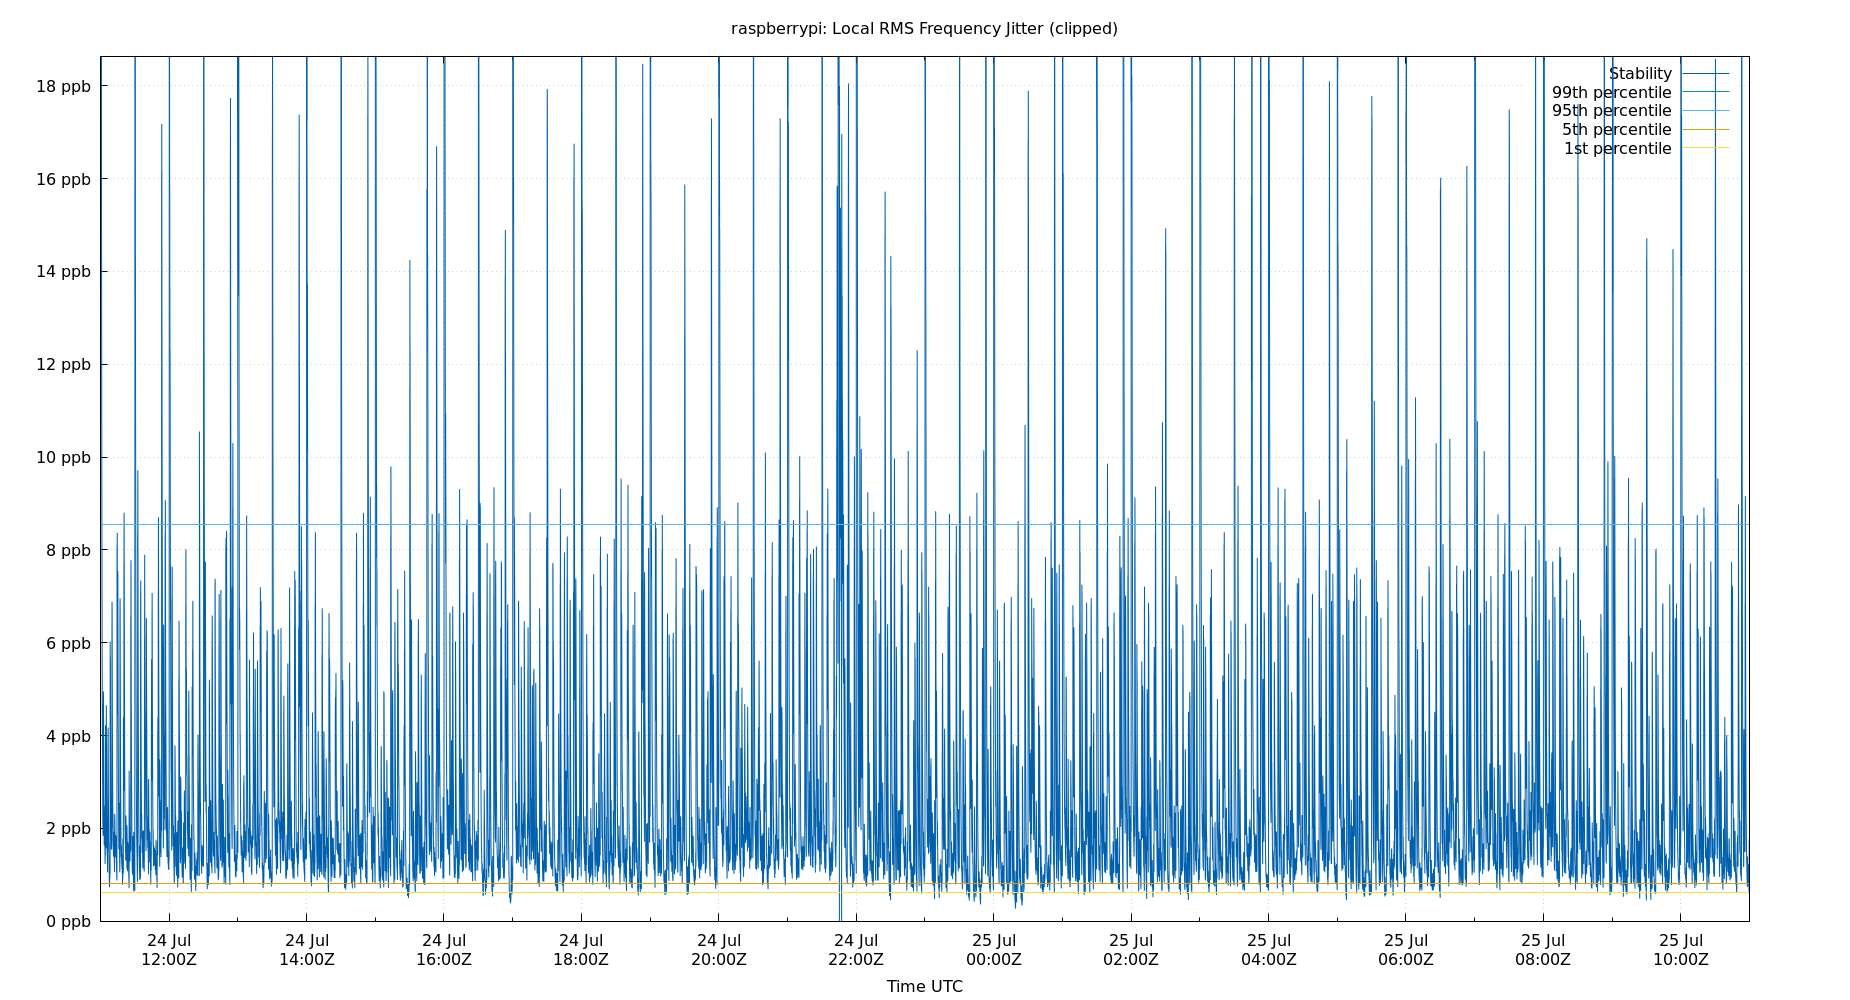 raspberrypi: Local RMS Frequency Jitter (clipped)
Stability
99th percentile
95th percentile
5th percentile
1st percentile
18 ppb
16 ppb
14 ppb
12 ppb
10 ppb
8 ppb
6 ppb
4 ppb
2 ppb
0 ppb
24 Jul
12:00Z
24 Jul
14:00Z
24 Jul
16:00Z
24 Jul
18:00Z
24 Jul
20:00Z
24 Jul
22:00Z
25 Jul
00:00Z
25 Jul
02:00Z
25 Jul
04:00Z
25 Jul
06:00Z
25 Jul
08:00Z
25 Jul
10:00Z
Time UTC